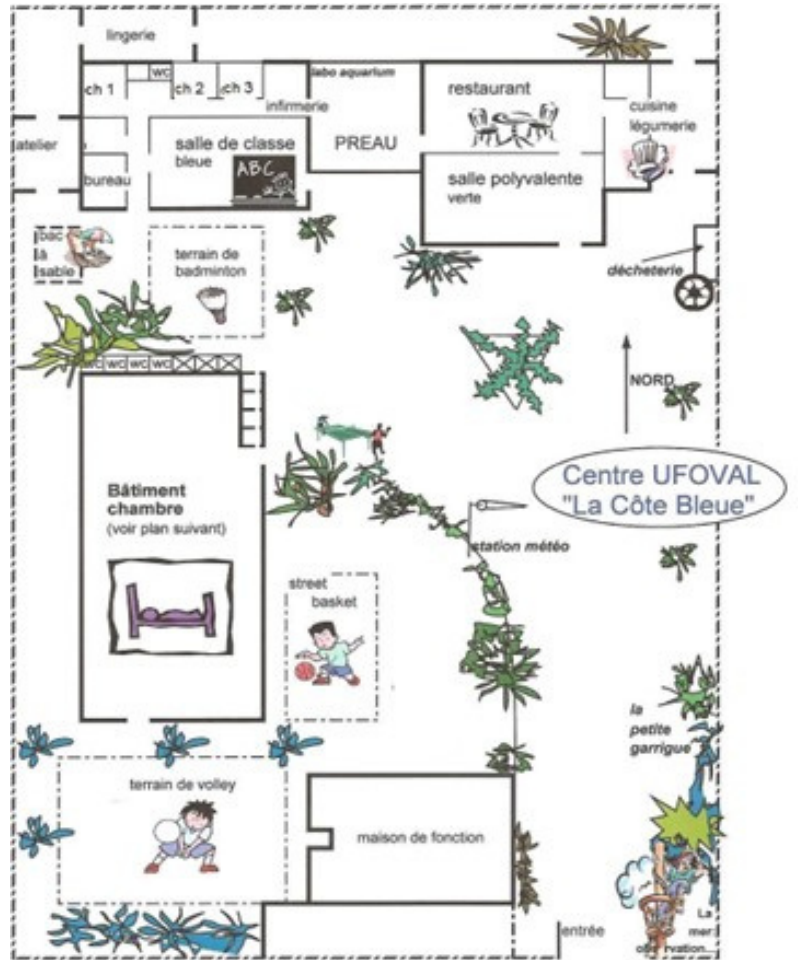 lingerie
ch 1
WC
ch 2
ch 3
labo aquarium
infirmerie
restaurant
cuisine
légumerie
atelier
salle de classe
bleue
ABC
PREAU
bureau
salle polyvalente
verte
bac
à
sable
terrain de
badminton
décheterie
WC WC WC WC
NORD
Centre UFOVAL
"La Côte Bleue"
Bâtiment
chambre
(voir plan suivant)
station météo
street
basket
la
petite
garrigue
terrain de volley
maison de fonction
La
mer:
entrée